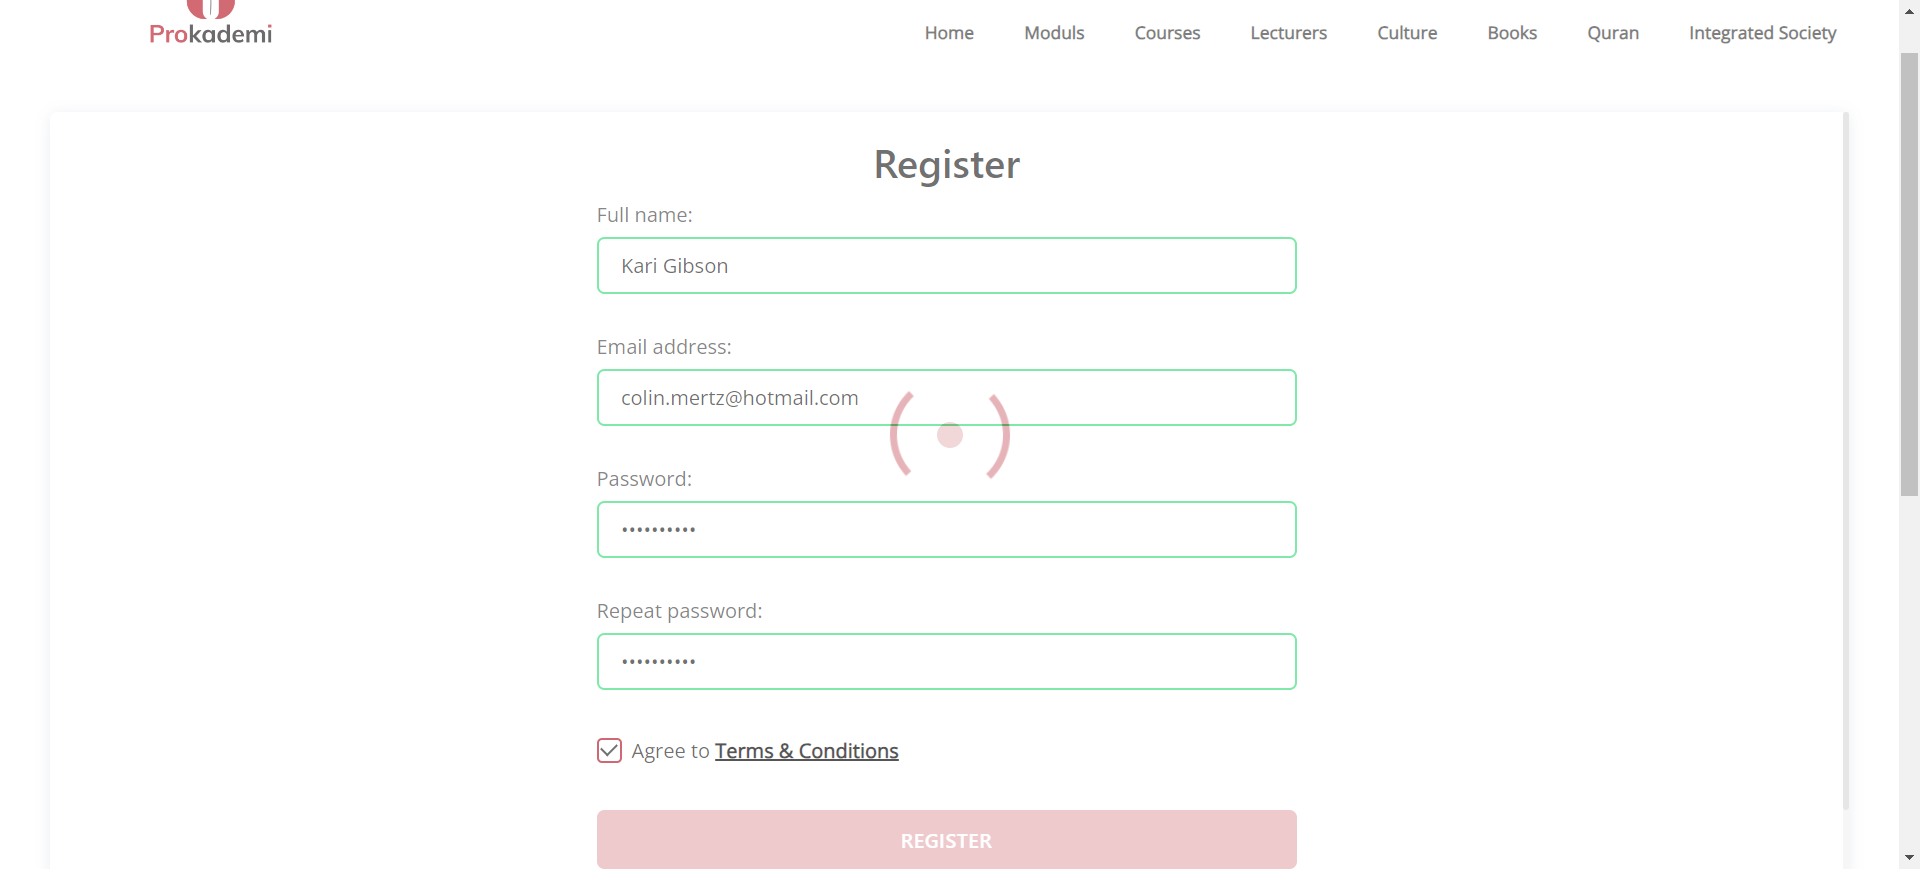 Prokademi
Home Moduls Courses Lecturers Culture Books Quran Integrated Society
Register
Full name:
Kari Gibson
Email address:
colin.mertz@hotmail.com
Password:
••••••••••
Repeat password:
••••••••••
Agree to Terms & Conditions
REGISTER